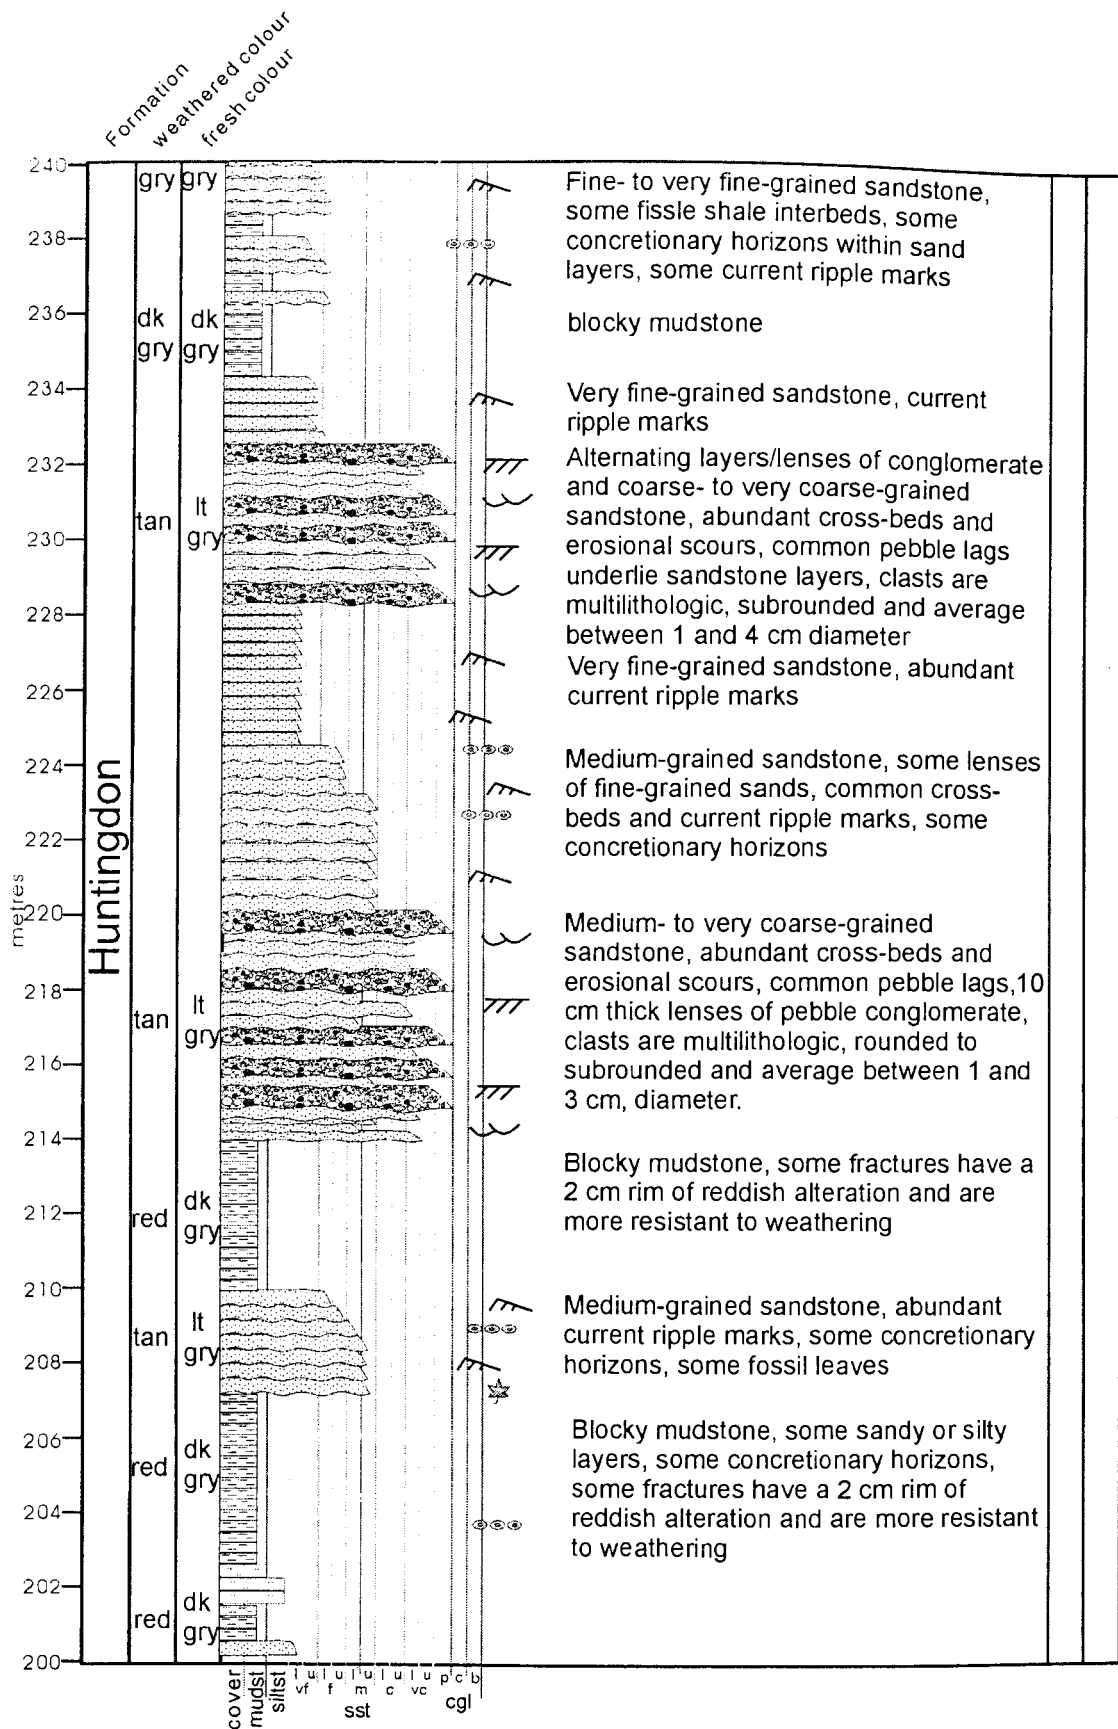 Formation
weathered colour
fresh colour
240
gry gry
Fine- to very fine-grained sandstone,
some fissle shale interbeds, some
concretionary horizons within sand
layers, some current ripple marks
238
236
dk dk
gry gry
blocky mudstone
234
Very fine-grained sandstone, current
ripple marks
232
Alternating layers/lenses of conglomerate
and coarse- to very coarse-grained
sandstone, abundant cross-beds and
erosional scours, common pebble lags
underlie sandstone layers, clasts are
multilithologic, subrounded and average
between 1 and 4 cm diameter
tan
lt
gry
230
228
Very fine-grained sandstone, abundant
current ripple marks
226
224
Medium-grained sandstone, some lenses
of fine-grained sands, common cross-
beds and current ripple marks, some
concretionary horizons
222
metres
Huntingdon
220
Medium- to very coarse-grained
sandstone, abundant cross-beds and
erosional scours, common pebble lags,10
cm thick lenses of pebble conglomerate,
clasts are multilithologic, rounded to
subrounded and average between 1 and
3 cm, diameter.
218
tan
lt
gry
216
214
Blocky mudstone, some fractures have a
2 cm rim of reddish alteration and are
more resistant to weathering
212
red
dk
gry
210
Medium-grained sandstone, abundant
current ripple marks, some concretionary
horizons, some fossil leaves
tan
lt
gry
208
206
Blocky mudstone, some sandy or silty
layers, some concretionary horizons,
some fractures have a 2 cm rim of
reddish alteration and are more resistant
to weathering
red
dk
gry
204
202
red
dk
gry
200
cover
mudst
siltst
l u l u l u l u l u p c b
vf f m c vc
sst
cgl